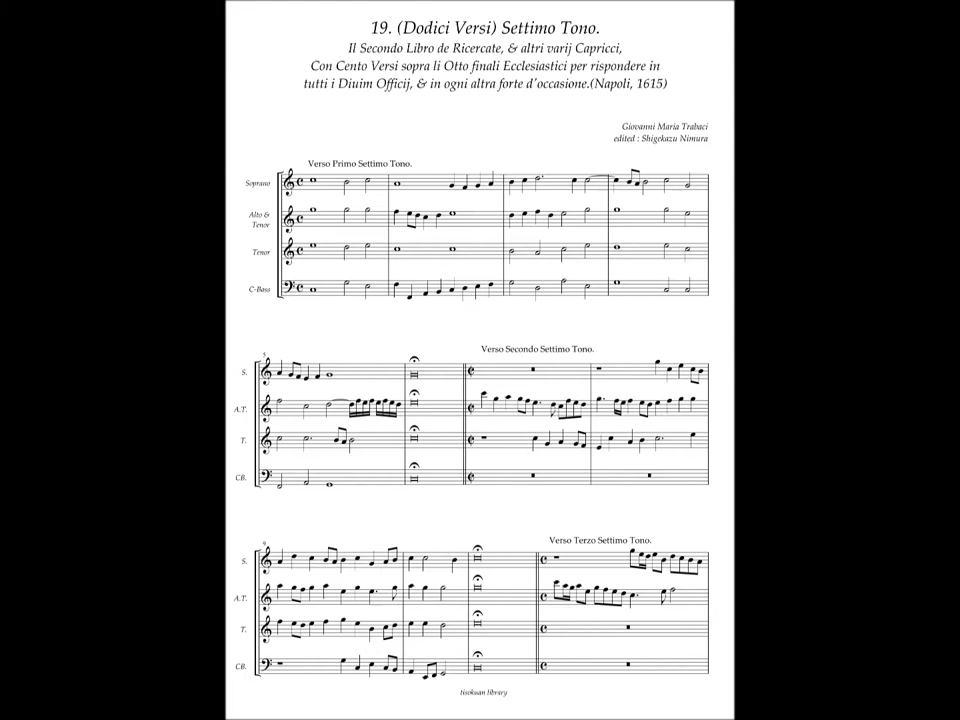 19. (Dodici Versi) Settimo Tono.
Il Secondo Libro de Ricercate, & altri varij Capricci,
Con Cento Versi sopra li Otto finali Ecclesiastici per rispondere in
tutti i Diuim Officij, & in ogni altra forte d'occasione.(Napoli, 1615)
Giovanni Maria Trabaci
edited : Shigekazu Nimura
Verso Primo Settimo Tono.
Soprano
Alto &
Tenor
Tenor
C-Bass
5
Verso Secondo Settimo Tono.
S.
A.T.
T.
CB.
9
Verso Terzo Settimo Tono.
S.
A.T.
T.
CB.
tisokuan library